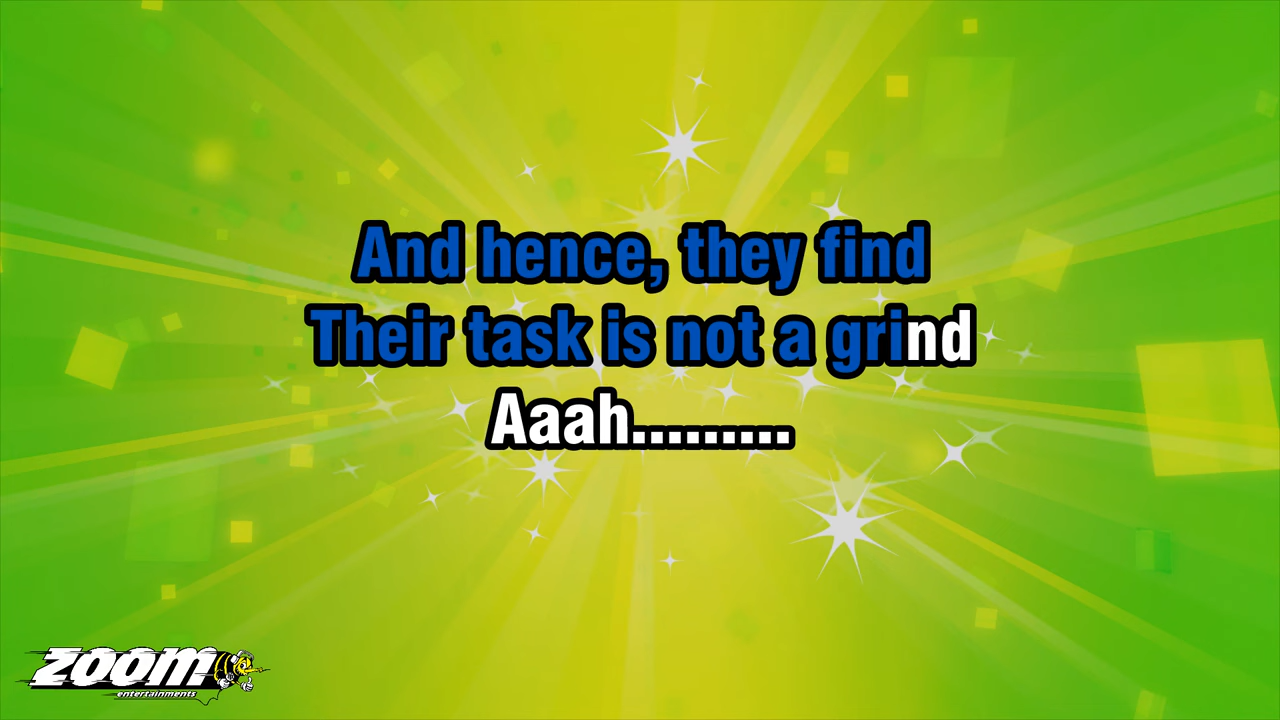 And hence, they find
Their task is not a grind
Aaah.........
ZOOM
entertainments